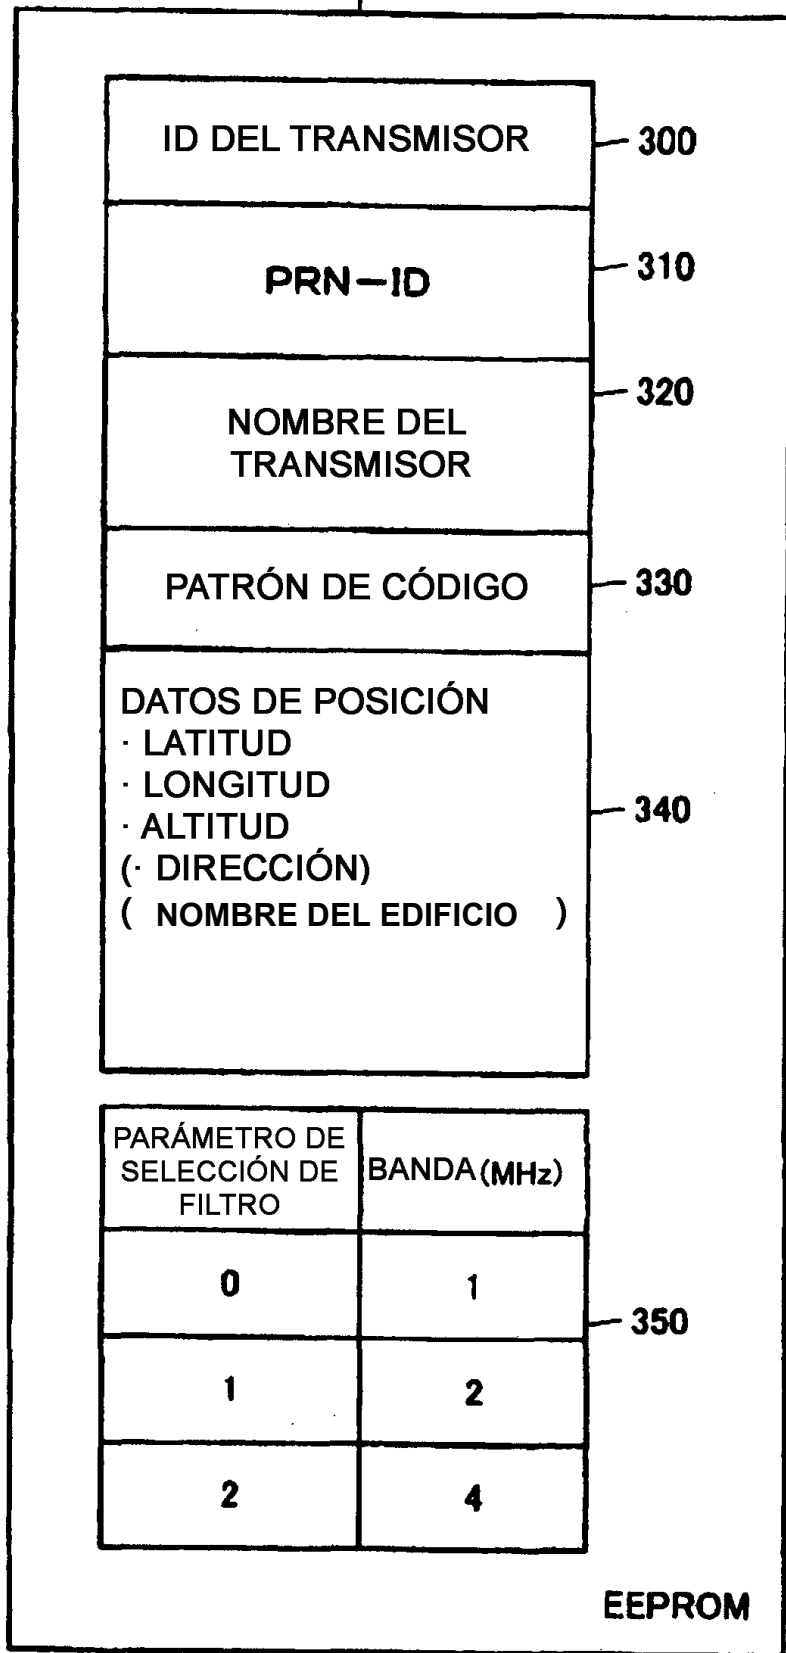 ID DEL TRANSMISOR
300
PRN-ID
310
NOMBRE DEL
TRANSMISOR
320
PATRÓN DE CÓDIGO
330
DATOS DE POSICIÓN
· LATITUD
· LONGITUD
· ALTITUD
(· DIRECCIÓN)
( NOMBRE DEL EDIFICIO )
340
PARÁMETRO DE
SELECCIÓN DE
FILTRO
BANDA (MHz)
0 1
1 2
2 4
350
EEPROM